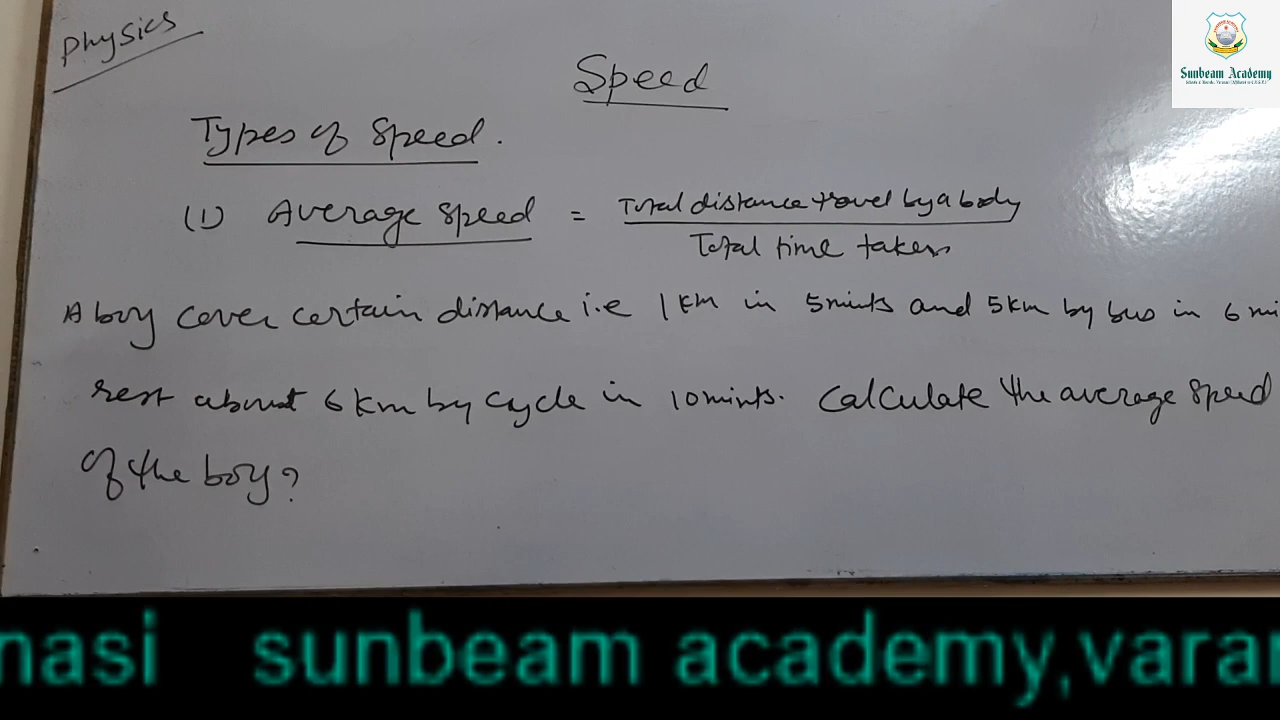 Physics
Sunbeam Academy
Speed
Types of Speed.
(1) Average Speed = Total distance travel by a body
Total time taken
A boy cover certain distance i.e 1 km in 5 mints and 5 km by bus in 6 mi
rest about 6 km by cycle in 10 mints. Calculate the average speed
of the boy?
nasi sunbeam academy,varan